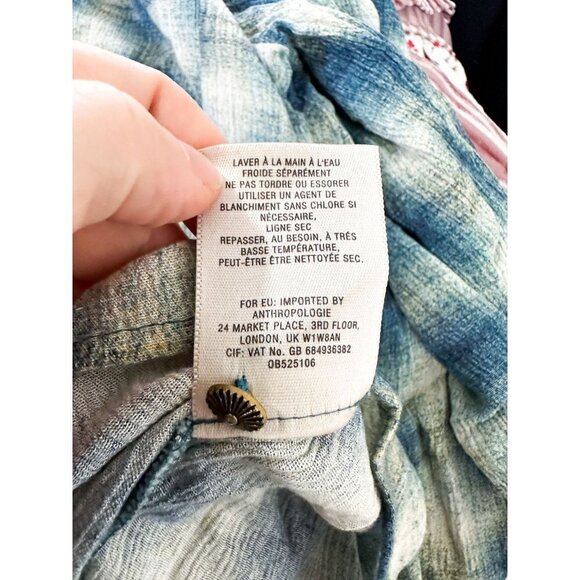 LAVER À LA MAIN À L'EAU
FROIDE SÉPARÉMENT
NE PAS TORDRE OU ESSORER
UTILISER UN AGENT DE
BLANCHIMENT SANS CHLORE SI
NÉCESSAIRE,
LIGNE SEC
REPASSER, AU BESOIN, À TRÈS
BASSE TEMPÉRATURE,
PEUT-ÊTRE ÊTRE NETTOYÉE SEC.
FOR EU: IMPORTED BY
ANTHROPOLOGIE
24 MARKET PLACE, 3RD FLOOR,
LONDON, UK W1W8AN
CIF: VAT No. GB 684936382
OB525106